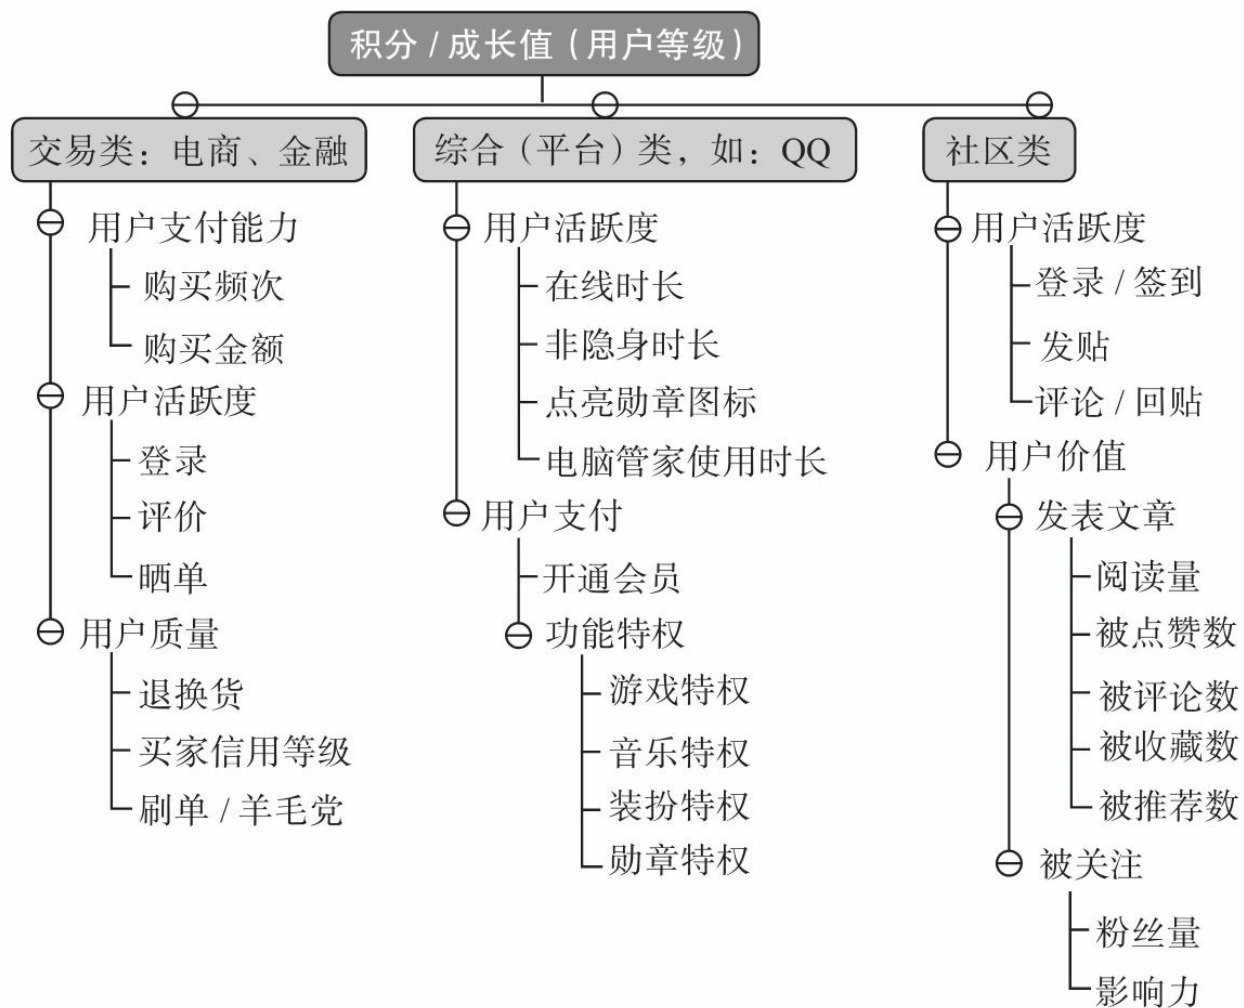 积分 / 成长值（用户等级）
交易类：电商、金融
用户支付能力
购买频次
购买金额
用户活跃度
登录
评价
晒单
用户质量
退换货
买家信用等级
刷单 / 羊毛党
综合（平台）类，如：QQ
用户活跃度
在线时长
非隐身时长
点亮勋章图标
电脑管家使用时长
用户支付
开通会员
功能特权
游戏特权
音乐特权
装扮特权
勋章特权
社区类
用户活跃度
登录 / 签到
发贴
评论 / 回贴
用户价值
发表文章
阅读量
被点赞数
被评论数
被收藏数
被推荐数
被关注
粉丝量
影响力